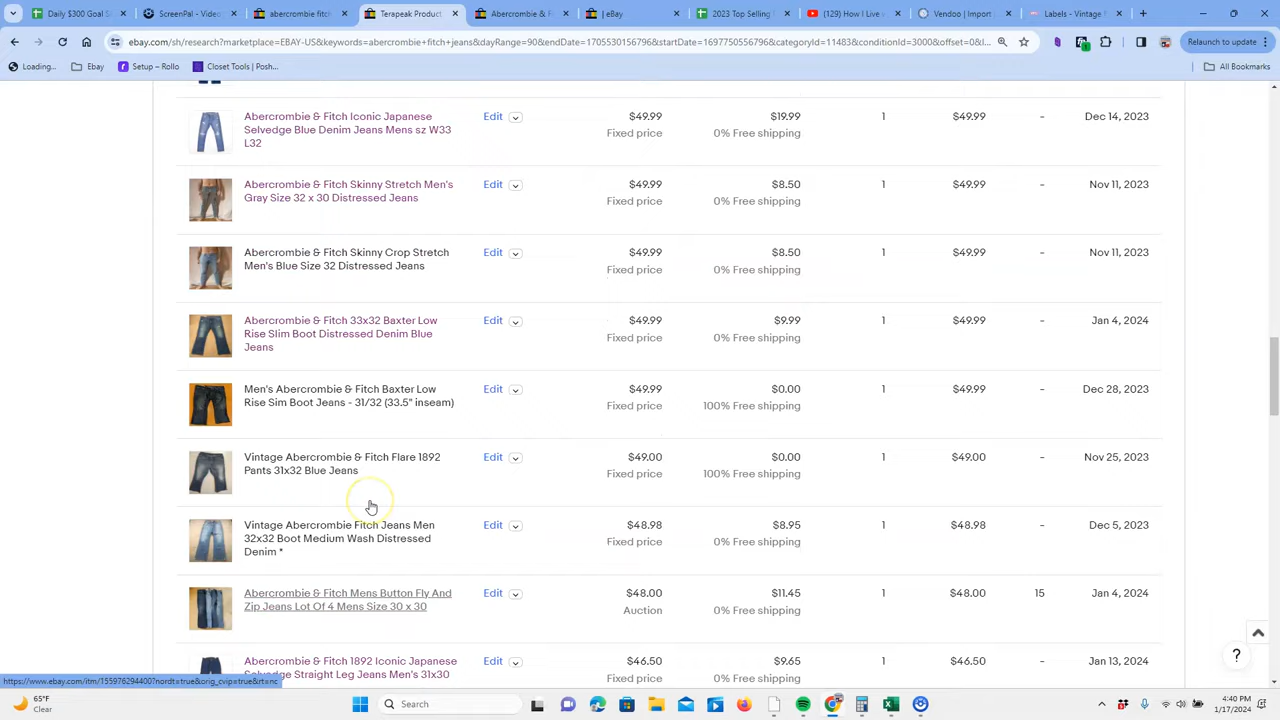 2023 Top Selling
(129) How I Live
Vendor Import
Labels - Vintage
Abercrombie & F
| eBay
ebay.com/sh/research?marketplace=EBAY-US&keywords=abercrombie+fitch+jeans&dayRange=90&endDate=1705530156796&startDate=1697750556796&categoryId=11483&conditionId=3000&offset=0&l...
Relaunch to update
Loading...
Ebay
Setup – Rollo
Closet Tools | Posh...
All Bookmarks
Abercrombie & Fitch Iconic Japanese
Selvedge Blue Denim Jeans Mens sz W33
L32
Edit
$49.99
Fixed price
$19.99
0% Free shipping
1
$49.99
-
Dec 14, 2023
Abercrombie & Fitch Skinny Stretch Men's
Gray Size 32 x 30 Distressed Jeans
Edit
$49.99
Fixed price
$8.50
0% Free shipping
1
$49.99
-
Nov 11, 2023
Abercrombie & Fitch Skinny Crop Stretch
Men's Blue Size 32 Distressed Jeans
Edit
$49.99
Fixed price
$8.50
0% Free shipping
1
$49.99
-
Nov 11, 2023
Abercrombie & Fitch 33x32 Baxter Low
Rise Slim Boot Distressed Denim Blue
Jeans
Edit
$49.99
Fixed price
$9.99
0% Free shipping
1
$49.99
-
Jan 4, 2024
Men's Abercrombie & Fitch Baxter Low
Rise Sim Boot Jeans - 31/32 (33.5" inseam)
Edit
$49.99
Fixed price
$0.00
100% Free shipping
1
$49.99
-
Dec 28, 2023
Vintage Abercrombie & Fitch Flare 1892
Pants 31x32 Blue Jeans
Edit
$49.00
Fixed price
$0.00
100% Free shipping
1
$49.00
-
Nov 25, 2023
Vintage Abercrombie Fitch Jeans Men
32x32 Boot Medium Wash Distressed
Denim *
Edit
$48.98
Fixed price
$8.95
0% Free shipping
1
$48.98
-
Dec 5, 2023
Abercrombie & Fitch Mens Button Fly And
Zip Jeans Lot Of 4 Mens Size 30 x 30
Edit
$48.00
Auction
$11.45
0% Free shipping
1
$48.00
15
Jan 4, 2024
Abercrombie & Fitch 1892 Iconic Japanese
Selvedge Straight Leg Jeans Men's 31x30
Edit
$46.50
Fixed price
$9.65
0% Free shipping
1
$46.50
-
Jan 13, 2024
https://www.ebay.com/itm/155976294400?nordt=true&orig_cvip=true&rt=nc
65°F
Clear
Search
4:40 PM
1/17/2024